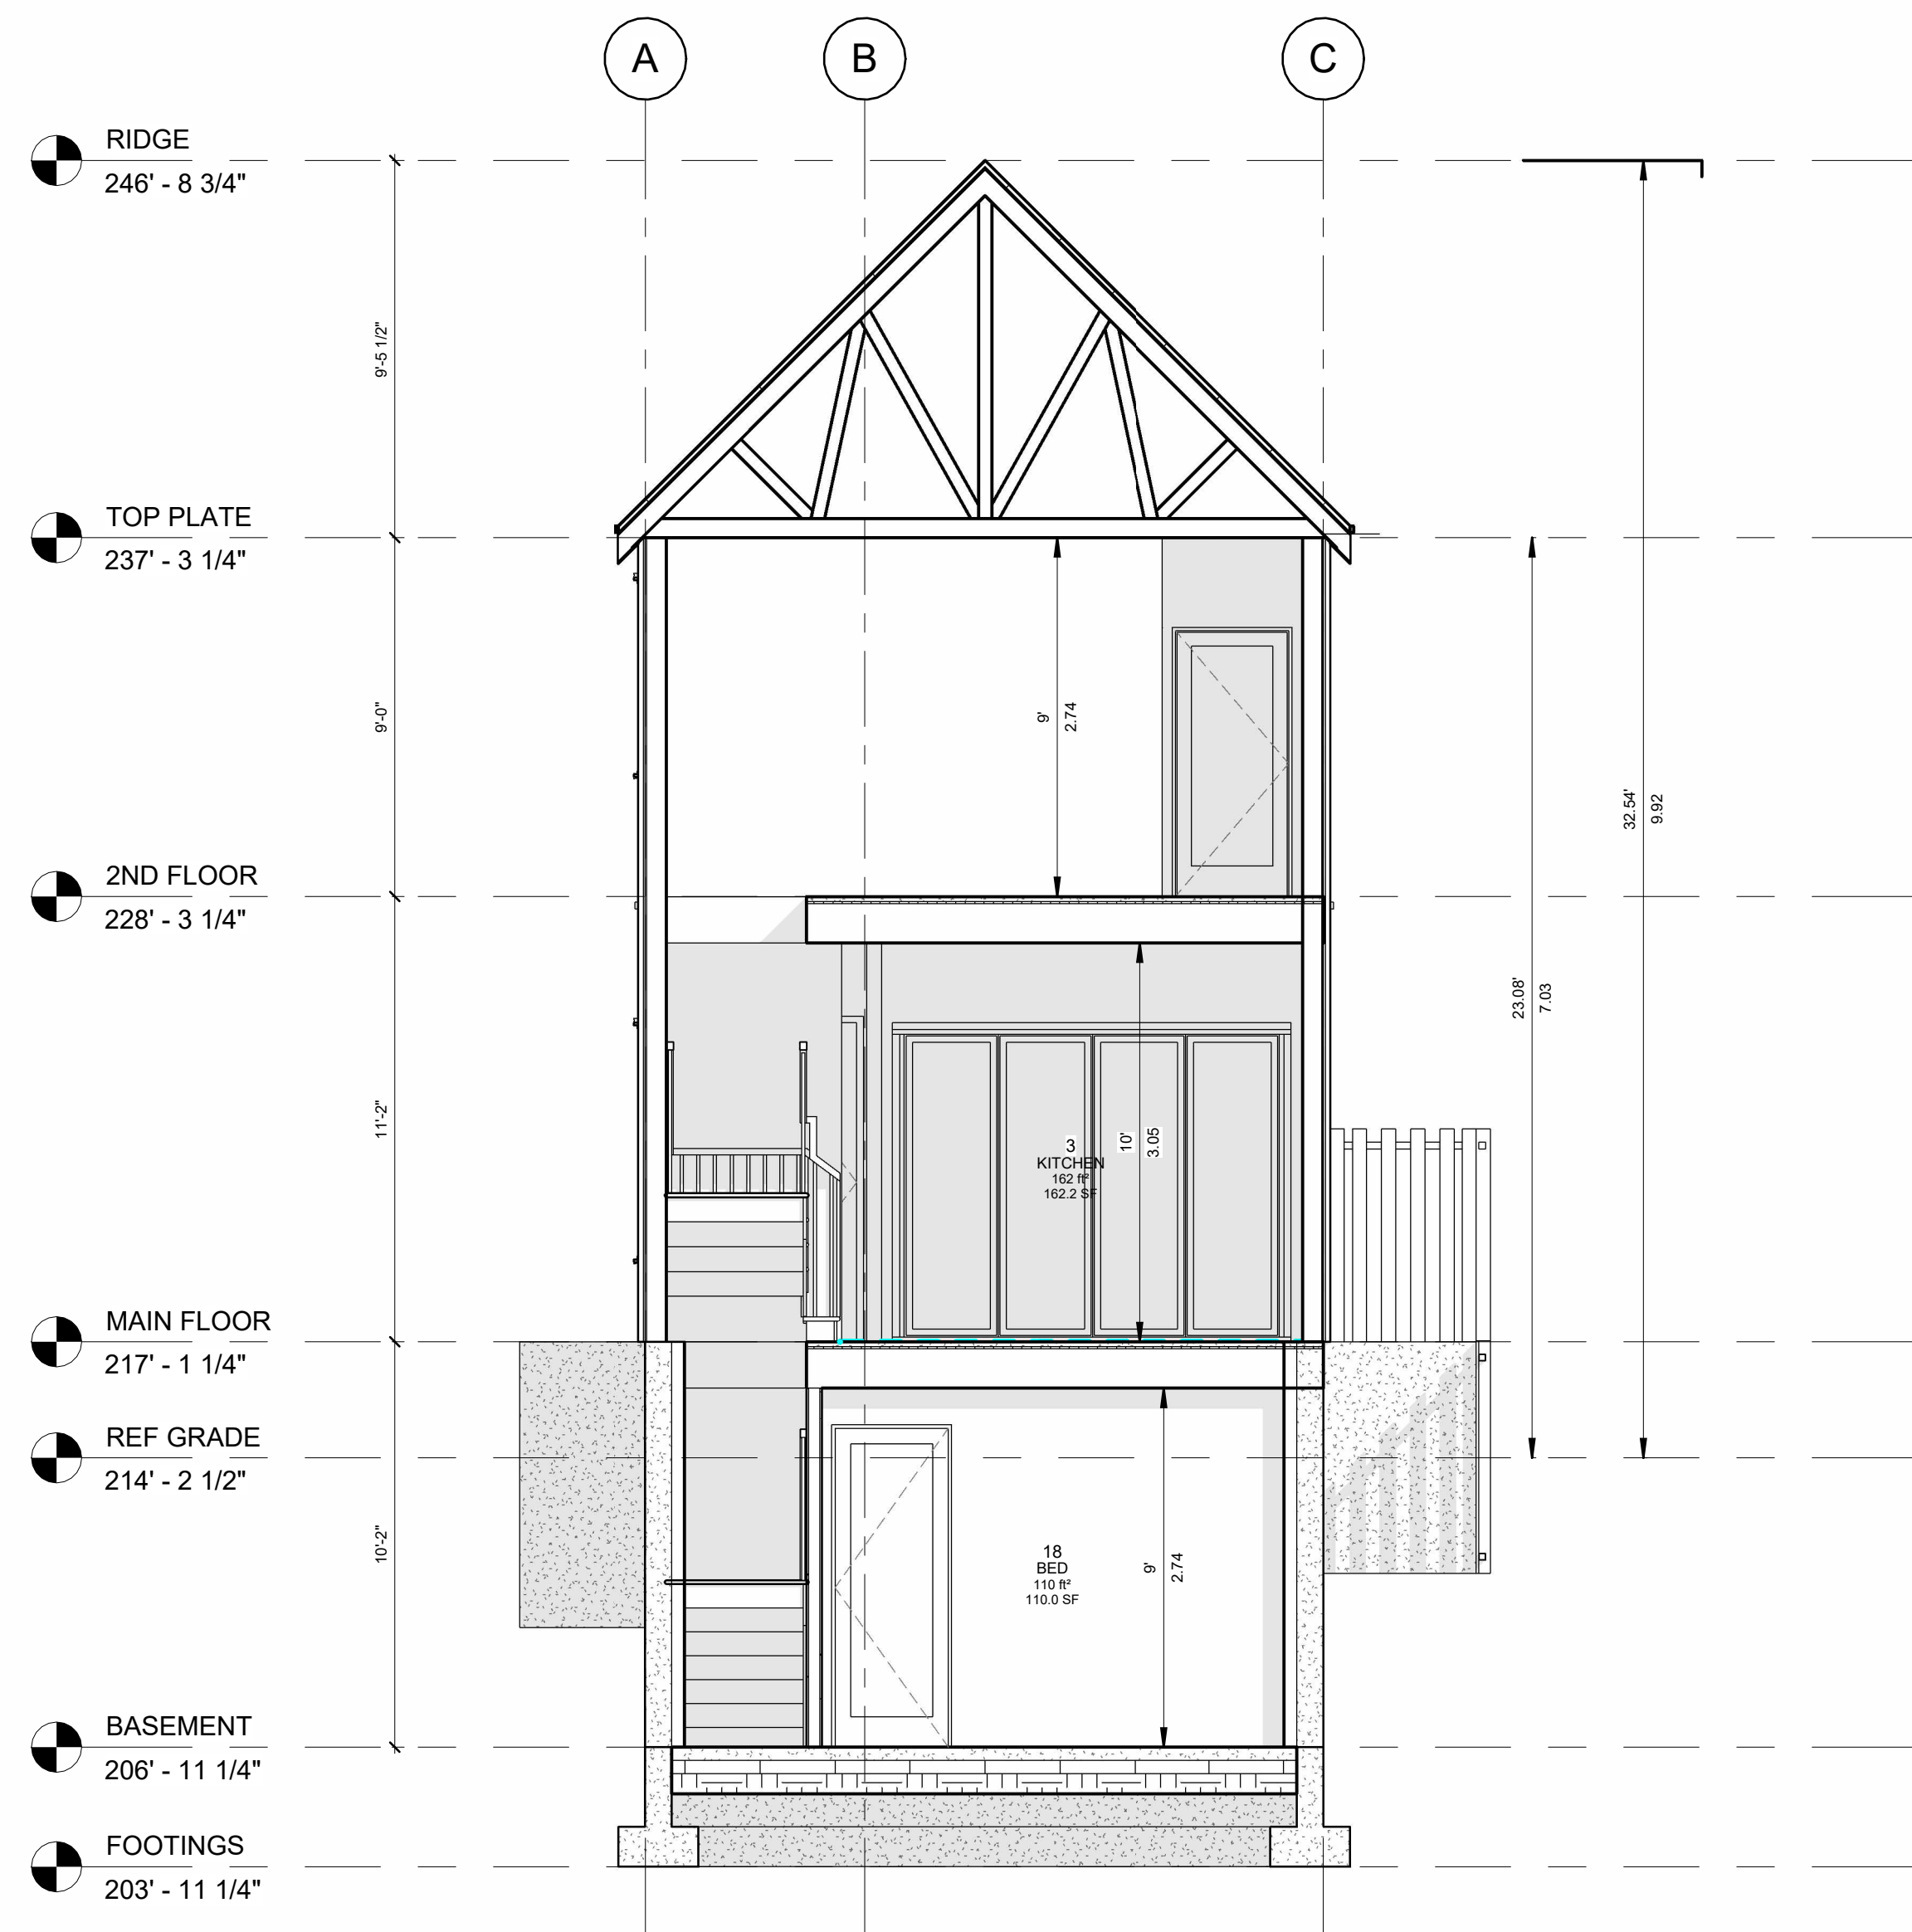 A
B
C
RIDGE
246' - 8 3/4"
9'-5 1/2"
TOP PLATE
237' - 3 1/4"
9'-0"
9'
2.74
32.54'
9.92
2ND FLOOR
228' - 3 1/4"
23.08'
7.03
11'-2"
10'
3.05
3
KITCHEN
162 ft²
162.2 SF
MAIN FLOOR
217' - 1 1/4"
REF GRADE
214' - 2 1/2"
10'-2"
18
BED
110 ft²
110.0 SF
9'
2.74
BASEMENT
206' - 11 1/4"
FOOTINGS
203' - 11 1/4"